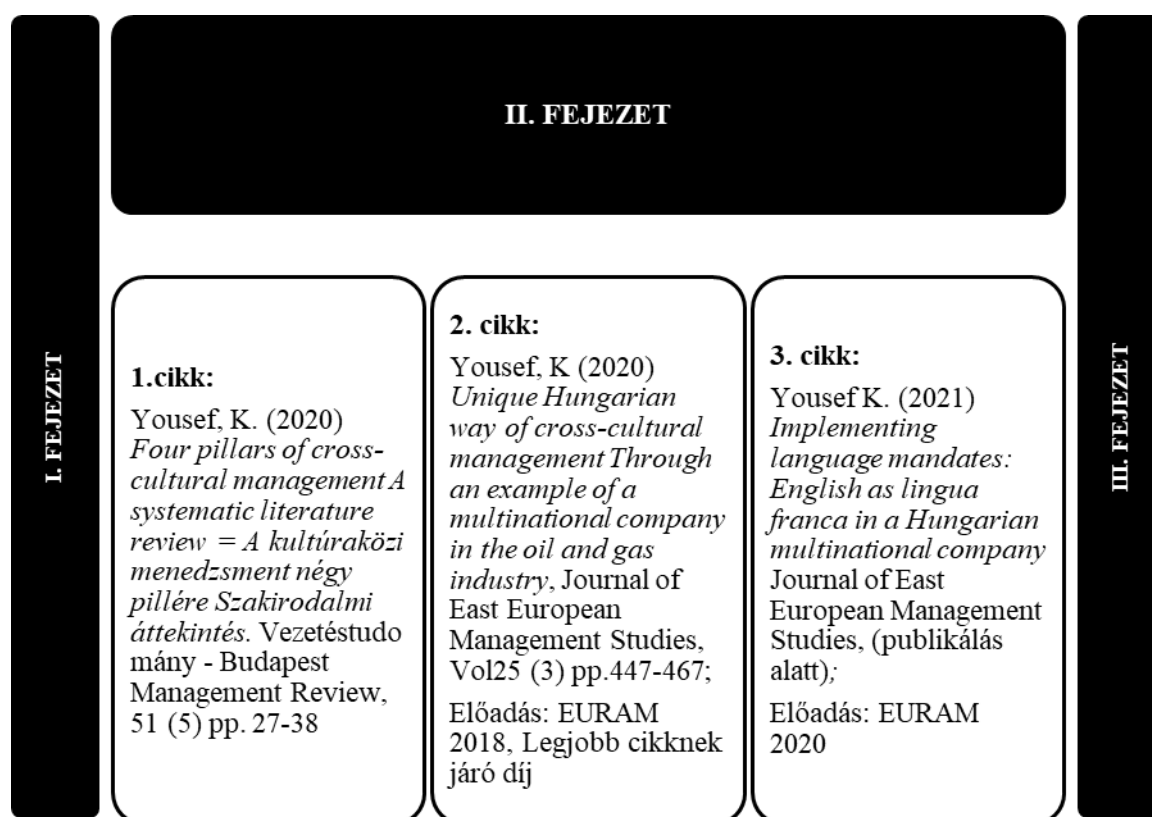 I. FEJEZET
II. FEJEZET
1.cikk:
Yousef, K. (2020)
Four pillars of cross-
cultural management A
systematic literature
review = A kultúraközi
menedzsment négy
pillére Szakirodalmi
áttekintés. Vezetéstudo
mány - Budapest
Management Review,
51 (5) pp. 27-38
2. cikk:
Yousef, K (2020)
Unique Hungarian
way of cross-cultural
management Through
an example of a
multinational company
in the oil and gas
industry, Journal of
East European
Management Studies,
Vol25 (3) pp.447-467;
Előadás: EURAM
2018, Legjobb cikknek
járó díj
3. cikk:
Yousef K. (2021)
Implementing
language mandates:
English as lingua
franca in a Hungarian
multinational company
Journal of East
European Management
Studies, (publikálás
alatt);
Előadás: EURAM
2020
III. FEJEZET